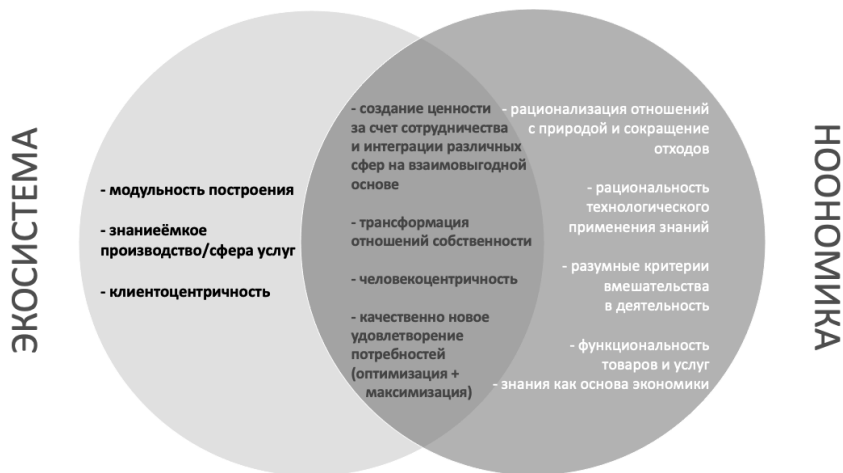 ЭКОСИСТЕМА
- модульность построения
- знаниеёмкое
производство/сфера услуг
- клиентоцентричность
- создание ценности
за счет сотрудничества
и интеграции различных
сфер на взаимовыгодной
основе
- трансформация
отношений собственности
- человекоцентричность
- качественно новое
удовлетворение
потребностей
(оптимизация +
максимизация)
- рационализация отношений
с природой и сокращение
отходов
- рациональность
технологического
применения знаний
- разумные критерии
вмешательства
в деятельность
- функциональность
товаров и услуг
- знания как основа экономики
НООНОМИКА